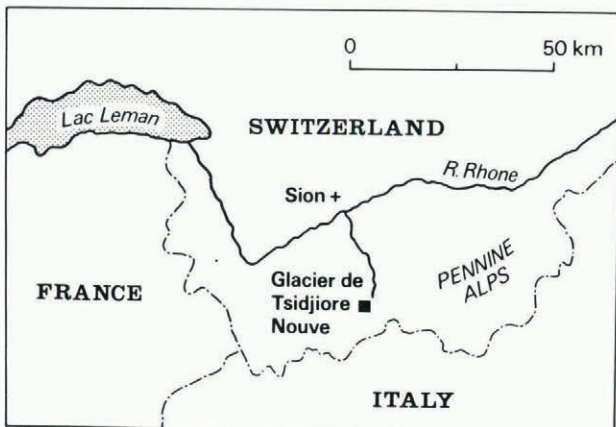 0 50 km
Lac Leman
SWITZERLAND
R. Rhone
Sion +
PENNINE
ALPS
Glacier de
Tsidjiore
Nouve
FRANCE
ITALY